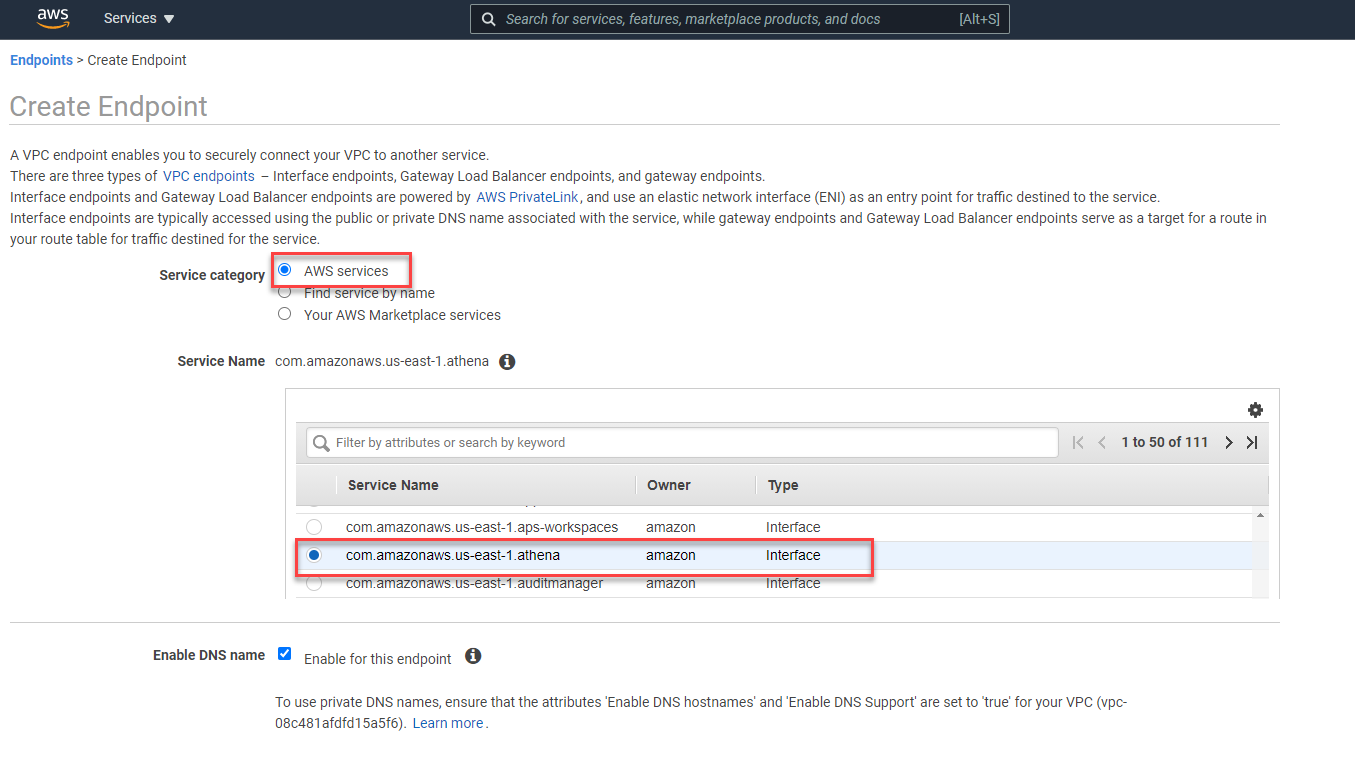 aws Services Search for services, features, marketplace products, and docs [Alt+S]
Endpoints > Create Endpoint
Create Endpoint
A VPC endpoint enables you to securely connect your VPC to another service.
There are three types of VPC endpoints – Interface endpoints, Gateway Load Balancer endpoints, and gateway endpoints.
Interface endpoints and Gateway Load Balancer endpoints are powered by AWS PrivateLink, and use an elastic network interface (ENI) as an entry point for traffic destined to the service.
Interface endpoints are typically accessed using the public or private DNS name associated with the service, while gateway endpoints and Gateway Load Balancer endpoints serve as a target for a route in
your route table for traffic destined for the service.
Service category AWS services
Find service by name
Your AWS Marketplace services
Service Name com.amazonaws.us-east-1.athena
Filter by attributes or search by keyword 1 to 50 of 111
Service Name Owner Type
com.amazonaws.us-east-1.aps-workspaces amazon Interface
com.amazonaws.us-east-1.athena amazon Interface
com.amazonaws.us-east-1.auditmanager amazon Interface
Enable DNS name Enable for this endpoint
To use private DNS names, ensure that the attributes 'Enable DNS hostnames' and 'Enable DNS Support' are set to 'true' for your VPC (vpc-
08c481afdfd15a5f6). Learn more.